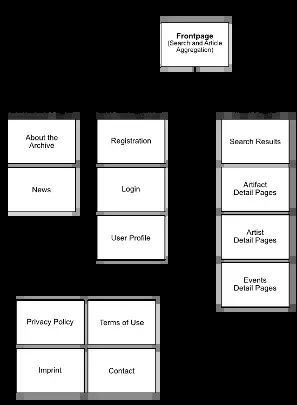 Frontpage
(Search and Article
Aggregation)
About the
Archive
News
Registration
Login
User Profile
Search Results
Artifact
Detail Pages
Artist
Detail Pages
Events
Detail Pages
Privacy Policy
Terms of Use
Imprint
Contact